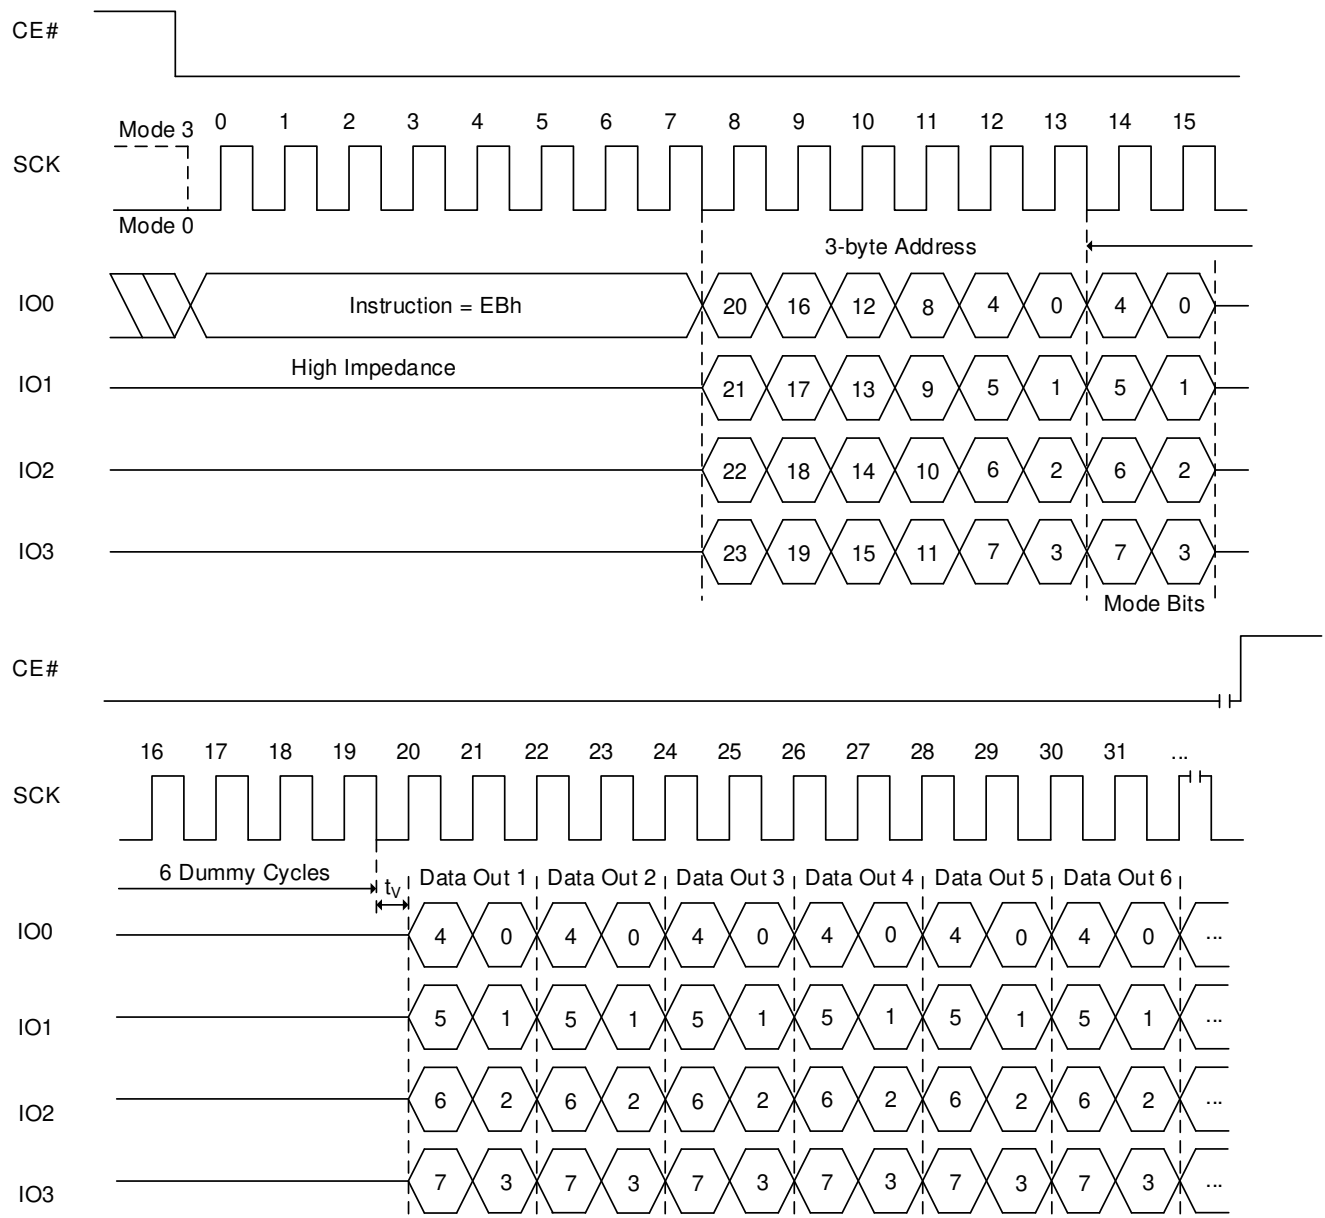 CE#
Mode 3 0 1 2 3 4 5 6 7 8 9 10 11 12 13 14 15
SCK
Mode 0
3-byte Address
IO0 Instruction = EBh 20 16 12 8 4 0 4 0
High Impedance
IO1 21 17 13 9 5 1 5 1
IO2 22 18 14 10 6 2 6 2
IO3 23 19 15 11 7 3 7 3
Mode Bits
CE#
16 17 18 19 20 21 22 23 24 25 26 27 28 29 30 31 ...
SCK
6 Dummy Cycles tV Data Out 1 Data Out 2 Data Out 3 Data Out 4 Data Out 5 Data Out 6
IO0 4 0 4 0 4 0 4 0 4 0 4 0 ...
IO1 5 1 5 1 5 1 5 1 5 1 5 1 ...
IO2 6 2 6 2 6 2 6 2 6 2 6 2 ...
IO3 7 3 7 3 7 3 7 3 7 3 7 3 ...